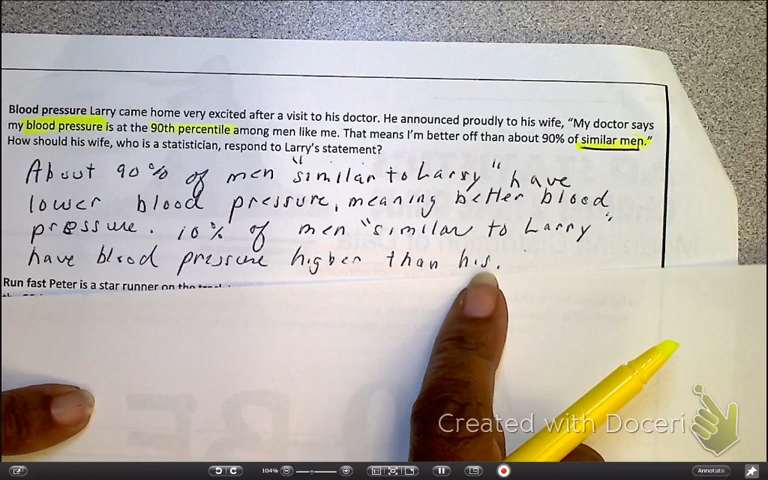 Blood pressure Larry came home very excited after a visit to his doctor. He announced proudly to his wife, “My doctor says
my blood pressure is at the 90th percentile among men like me. That means I’m better off than about 90% of similar men.”
How should his wife, who is a statistician, respond to Larry’s statement?
About 90% of men "similar to Larry" have
lower blood pressure, meaning better blood
pressure. 10% of men "similar to Larry"
have blood pressure higher than his.
Run fast Peter is a star runner on the
Created with Doceri
104%
Annotate